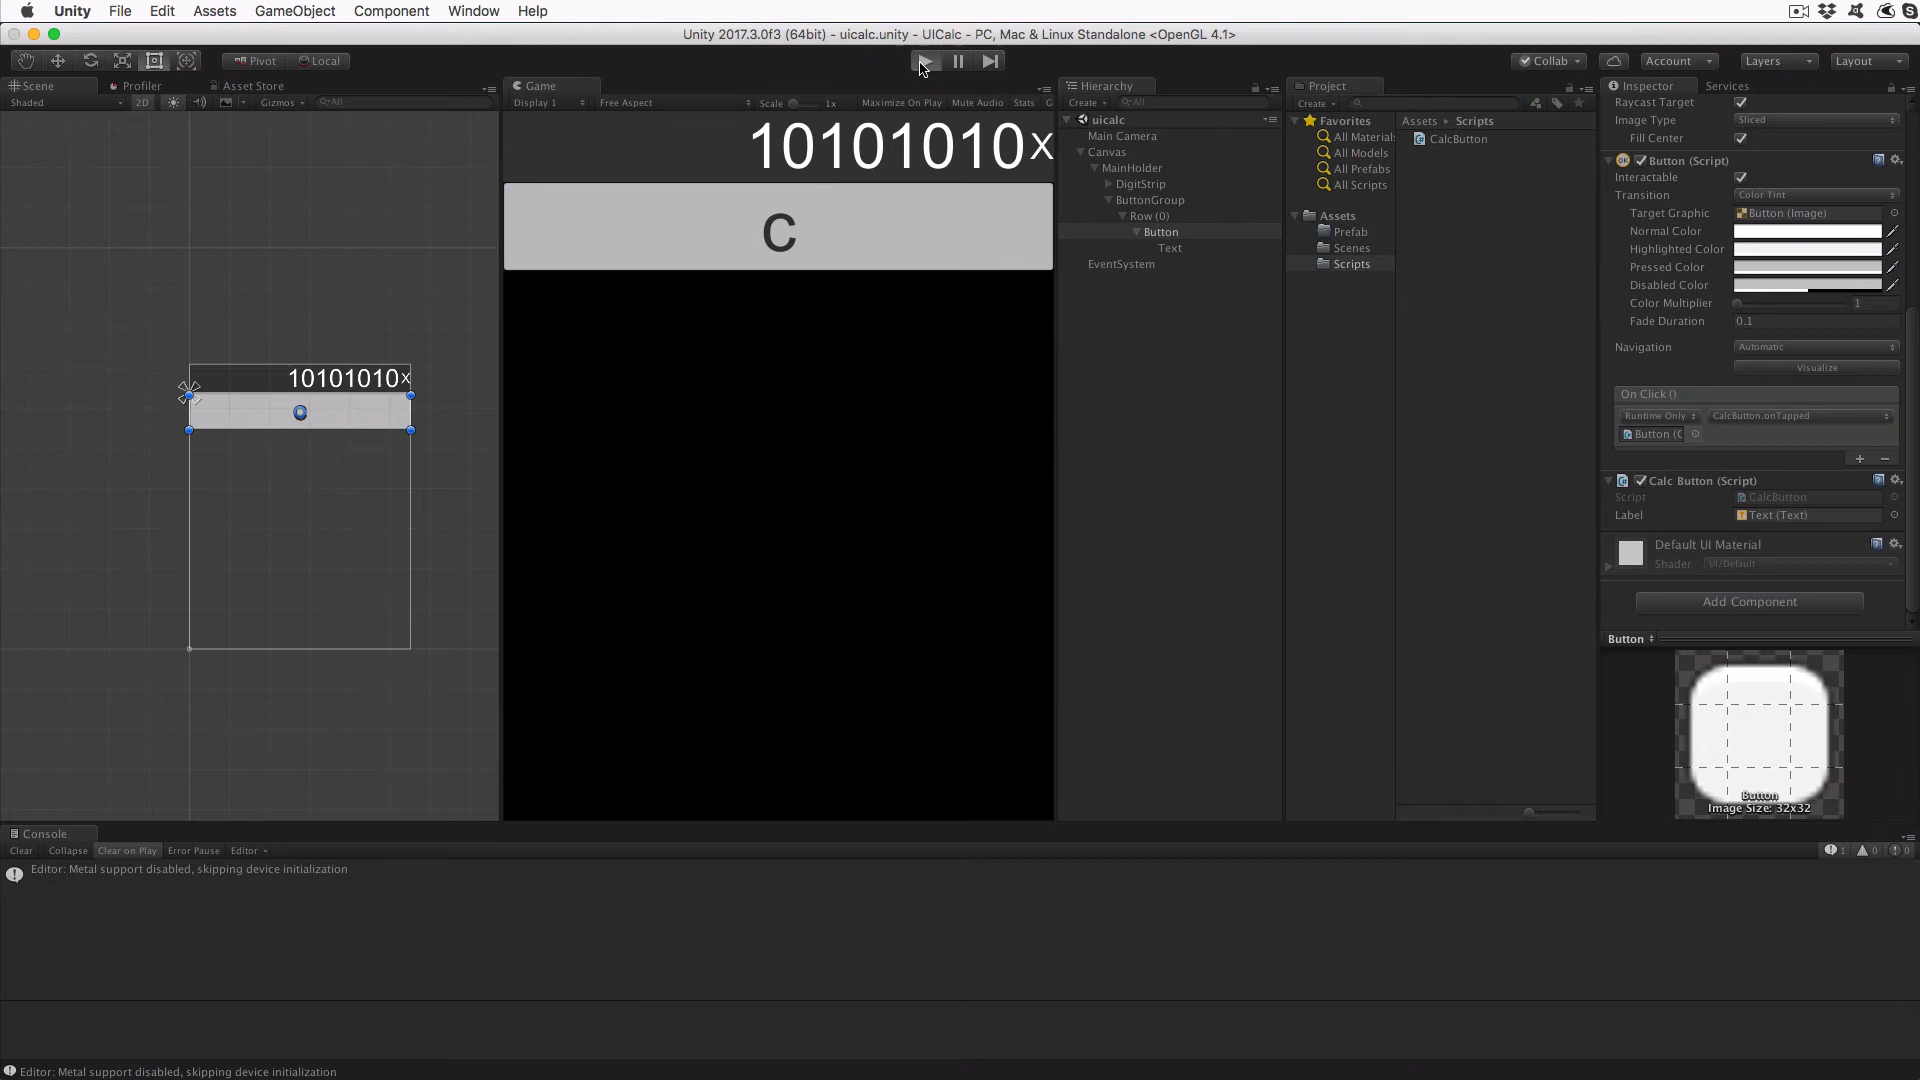 Unity File Edit Assets GameObject Component Window Help
Unity 2017.3.0f3 (64bit) - uicalc.unity - UICalc - PC, Mac & Linux Standalone <OpenGL 4.1>
Pivot Local Collab Account Layers Layout
Scene Profiler Asset Store
Shaded 2D Gizmos All
Game
Display 1 Free Aspect Scale 1x Maximize On Play Mute Audio Stats G
10101010x
C
10101010x
C
Hierarchy
Create All
uicalc
Main Camera
Canvas
MainHolder
DigitStrip
ButtonGroup
Row (0)
Button
Text
EventSystem
Project
Create
Favorites
All Materials
All Models
All Prefabs
All Scripts
Assets
Prefab
Scenes
Scripts
Assets Scripts
CalcButton
Inspector Services
Raycast Target
Image Type Sliced
Fill Center
Button (Script)
Interactable
Transition Color Tint
Target Graphic Button (Image)
Normal Color
Highlighted Color
Pressed Color
Disabled Color
Color Multiplier 1
Fade Duration 0.1
Navigation Automatic
Visualize
On Click ()
Runtime Only CalcButton.onTapped
Button (C
Calc Button (Script)
Script CalcButton
Label Text (Text)
Default UI Material
Shader UI/Default
Add Component
Button
Button
Image Size: 32x32
Console
Clear Collapse Clear on Play Error Pause Editor 1 0 0
Editor: Metal support disabled, skipping device initialization
Editor: Metal support disabled, skipping device initialization